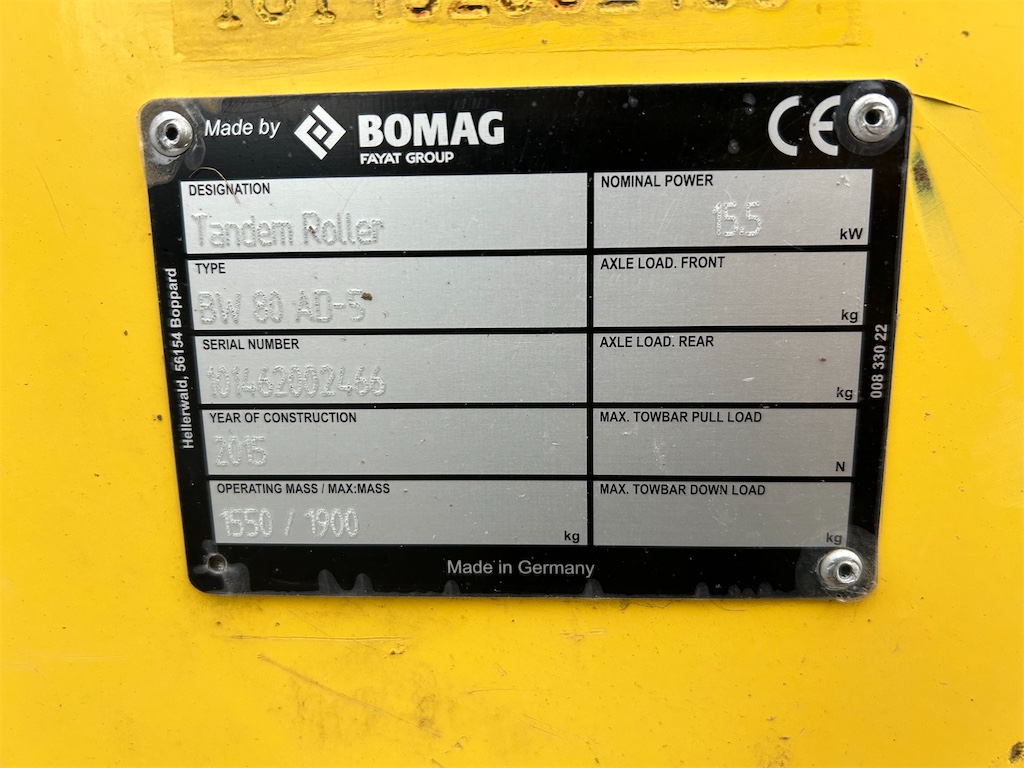 Made by BOMAG
FAYAT GROUP
CE
DESIGNATION
Tandem Roller
NOMINAL POWER
15.5 kW
TYPE
BW 80 AD-5
AXLE LOAD. FRONT
kg
SERIAL NUMBER
101462002466
AXLE LOAD. REAR
kg
YEAR OF CONSTRUCTION
2015
MAX. TOWBAR PULL LOAD
N
OPERATING MASS / MAX:MASS
1550 / 1900 kg
MAX. TOWBAR DOWN LOAD
kg
Made in Germany
Hellerwald, 56154 Boppard
008 330 22